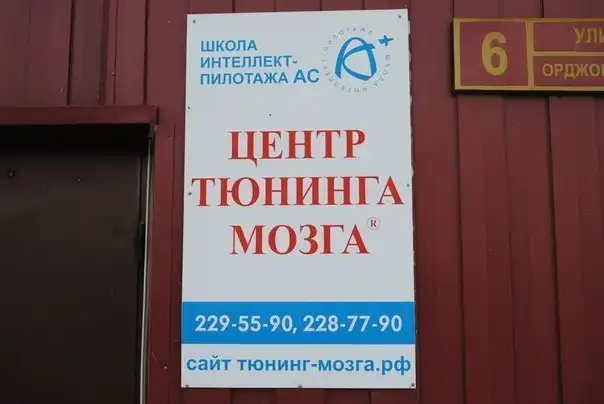 ШКОЛА
ИНТЕЛЛЕКТ-
ПИЛОТАЖА АС
А+
ЦЕНТР
ТЮНИНГА
МОЗГА®
229-55-90, 228-77-90
сайт тюнинг-мозга.рф
6
УЛИ
ОРДЖО